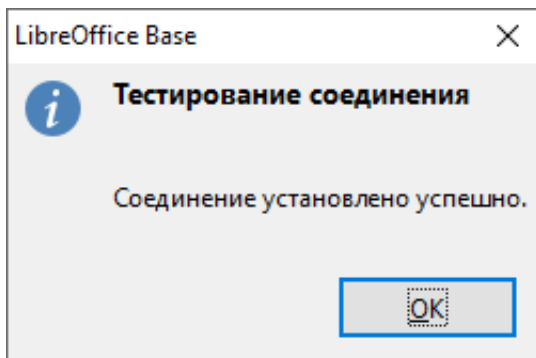 LibreOffice Base
Тестирование соединения
Соединение установлено успешно.
OK